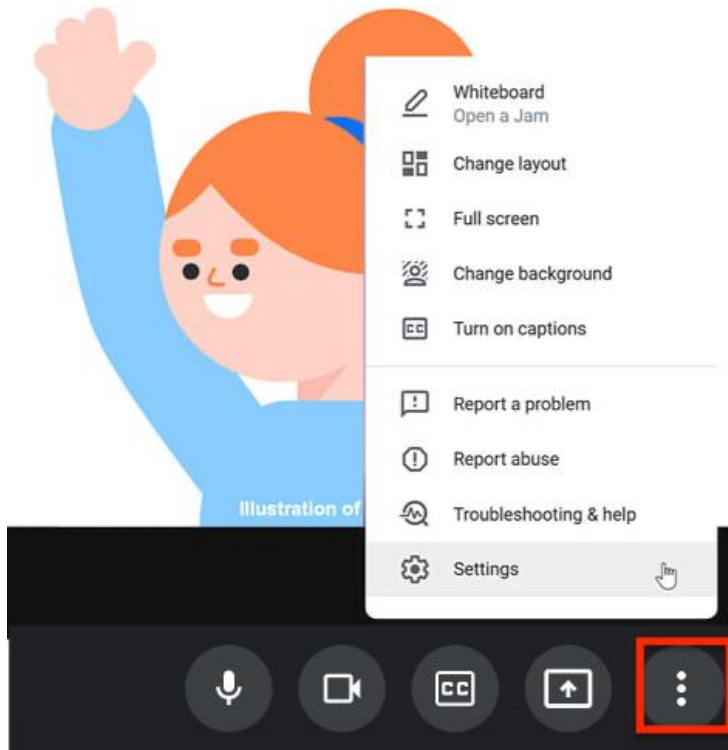 Whiteboard
Open a Jam
Change layout
Full screen
Change background
CC Turn on captions
Report a problem
Report abuse
Illustration of
Troubleshooting & help
Settings
CC